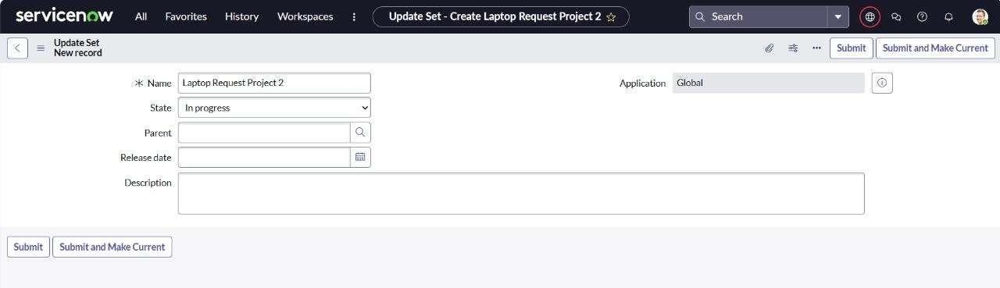 servicenow All Favorites History Workspaces Update Set - Create Laptop Request Project 2 Search
Update Set
New record
Submit Submit and Make Current
Name Laptop Request Project 2 Application Global
State In progress
Parent
Release date
Description
Submit Submit and Make Current